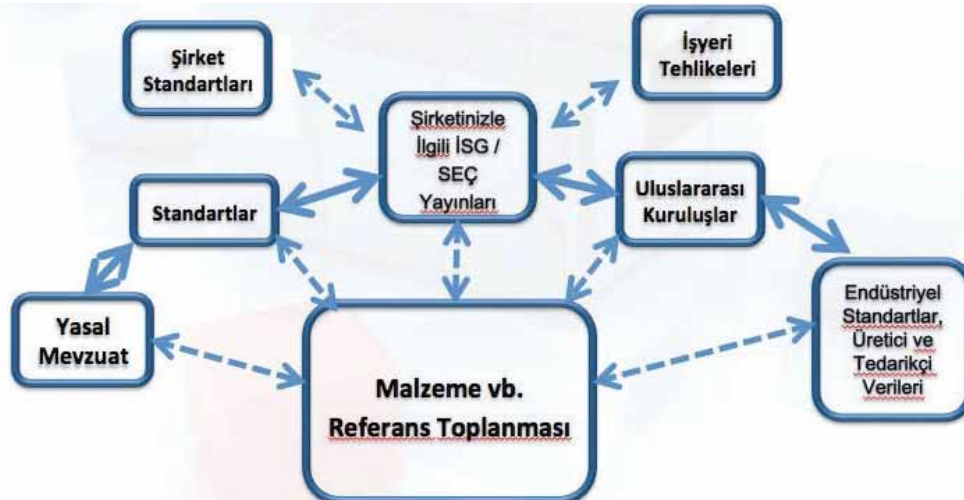 Şirket
Standartları
İşyeri
Tehlikeleri
Şirketinizle
İlgili İSG /
SEÇ
Yayınları
Standartlar
Uluslararası
Kuruluşlar
Yasal
Mevzuat
Malzeme vb.
Referans Toplanması
Endüstriyel
Standartlar,
Üretici ve
Tedarikçi
Verileri